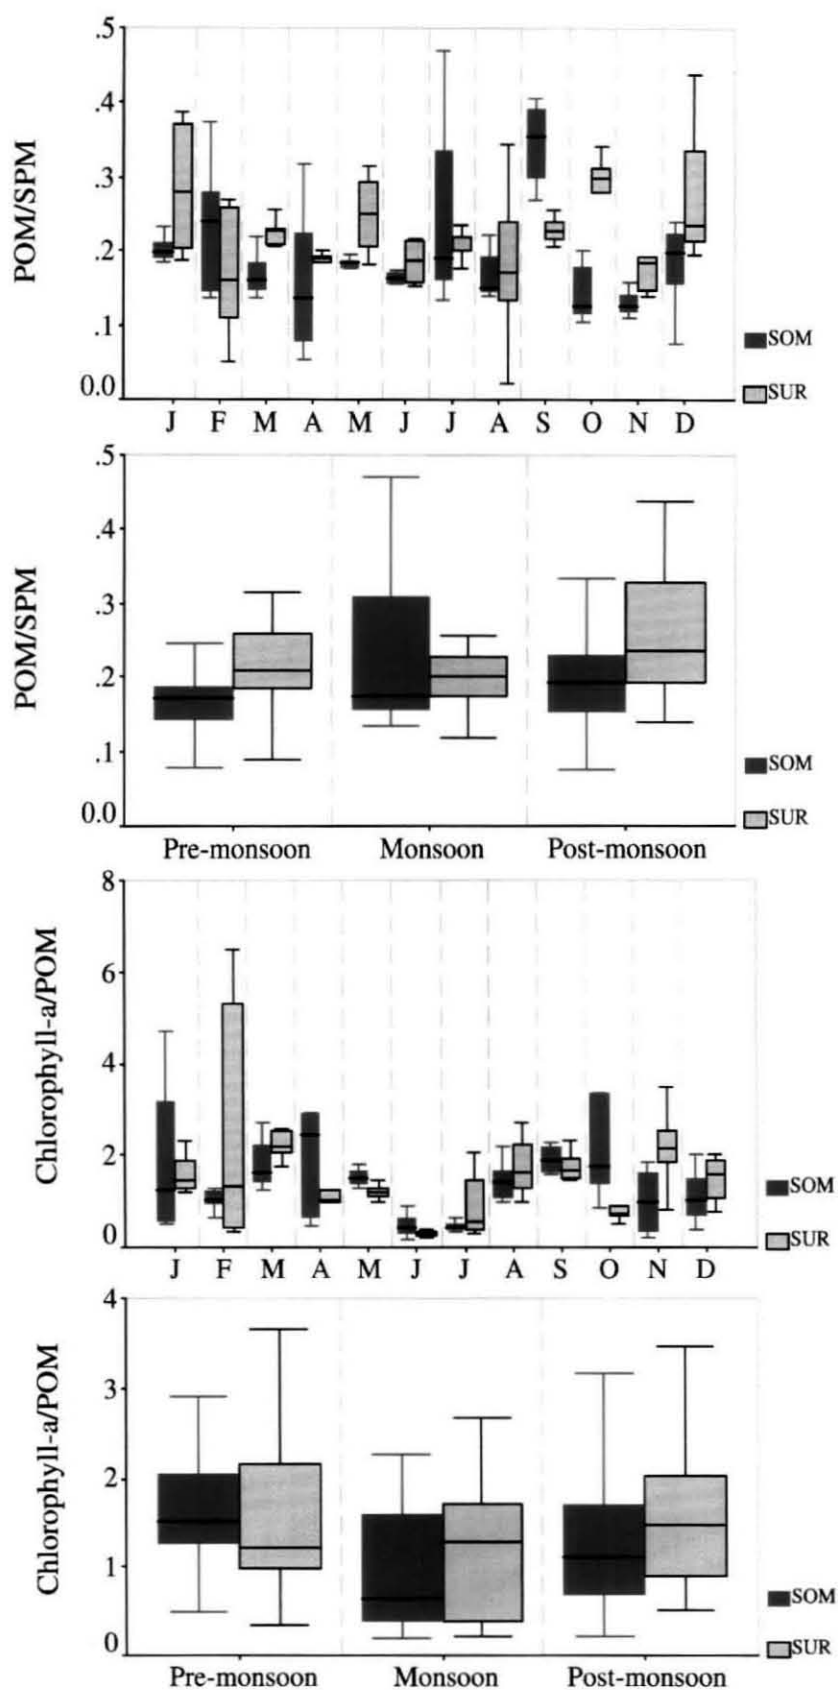 POM/SPM
.5
.4
.3
.2
.1
0.0
J F M A M J J A S O N D
SOM
SUR
POM/SPM
.5
.4
.3
.2
.1
0.0
Pre-monsoon Monsoon Post-monsoon
SOM
SUR
Chlorophyll-a/POM
8
6
4
2
0
J F M A M J J A S O N D
SOM
SUR
Chlorophyll-a/POM
4
3
2
1
0
Pre-monsoon Monsoon Post-monsoon
SOM
SUR